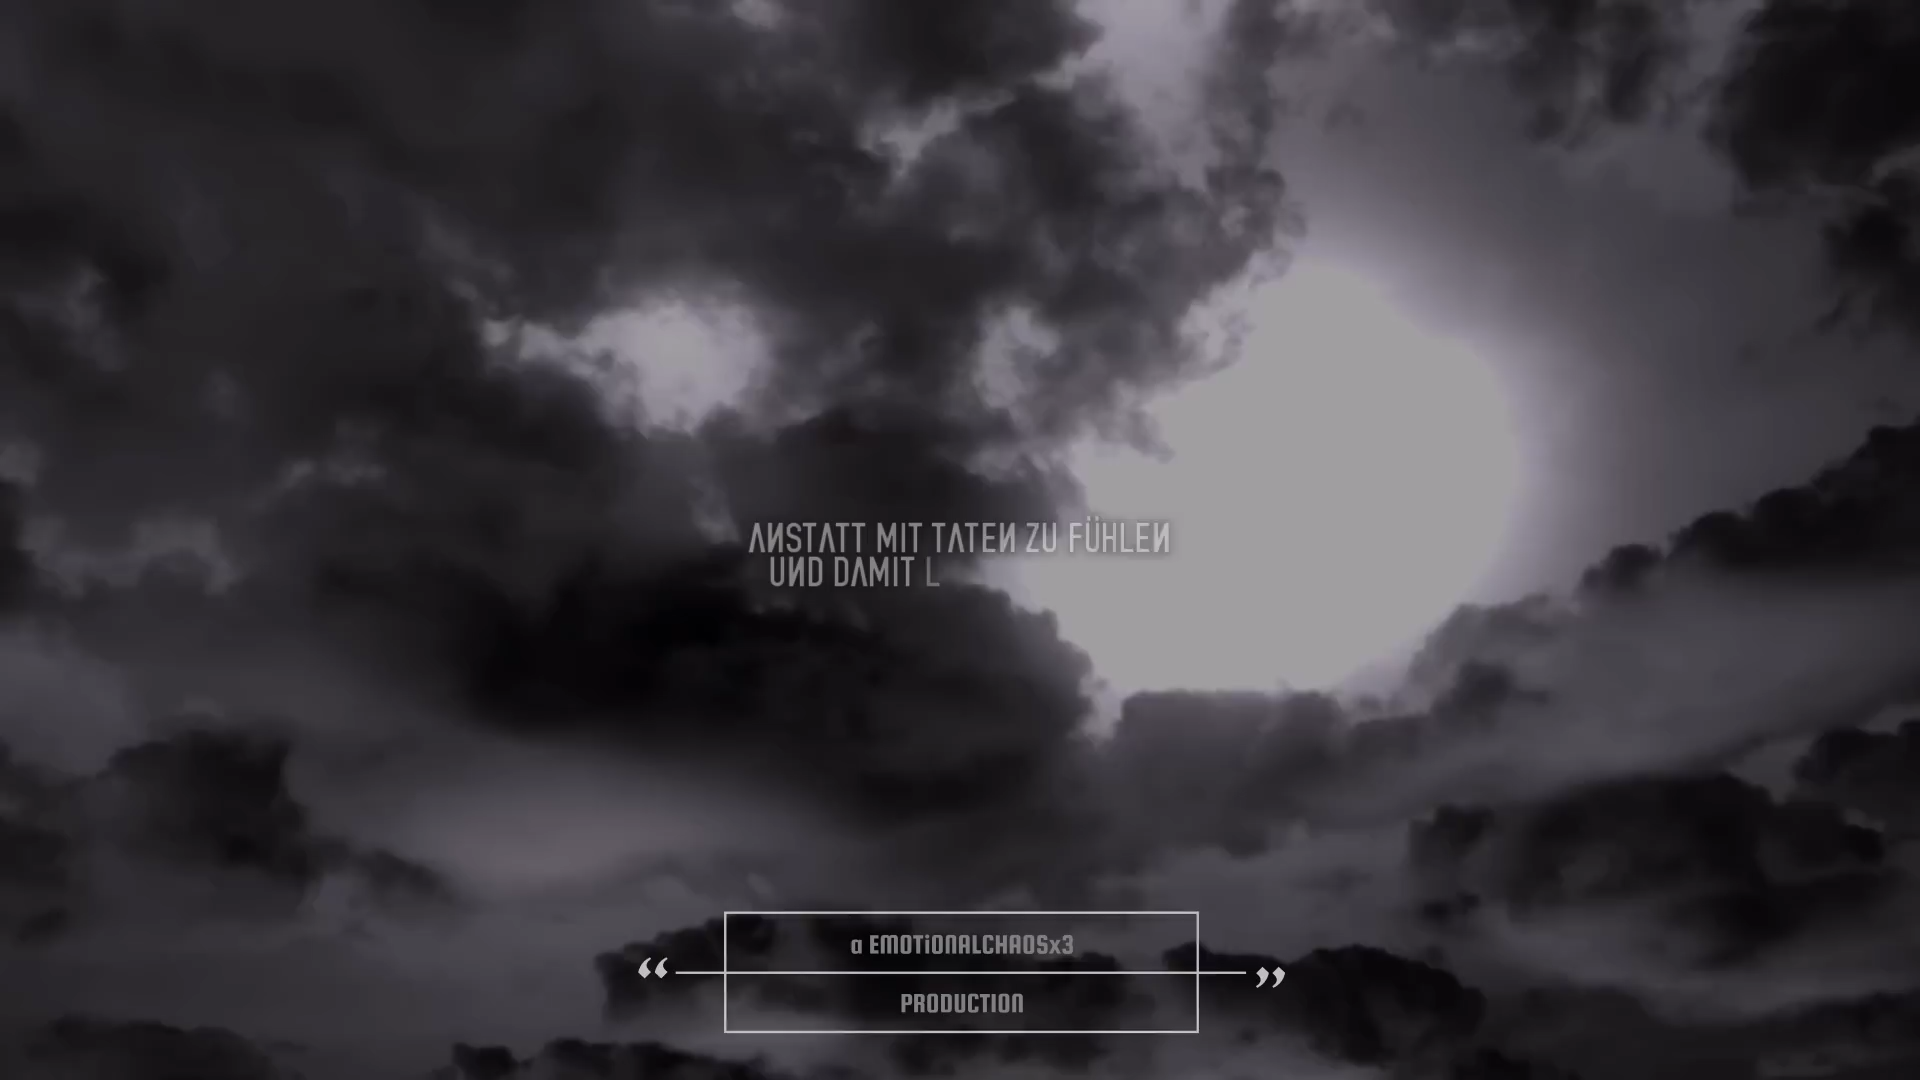 ANSTATT MIT TATEN ZU FÜHLEN
UND DAMIT L
“ a EMOTiONALCHAOSx3 ”
PRODUCTION